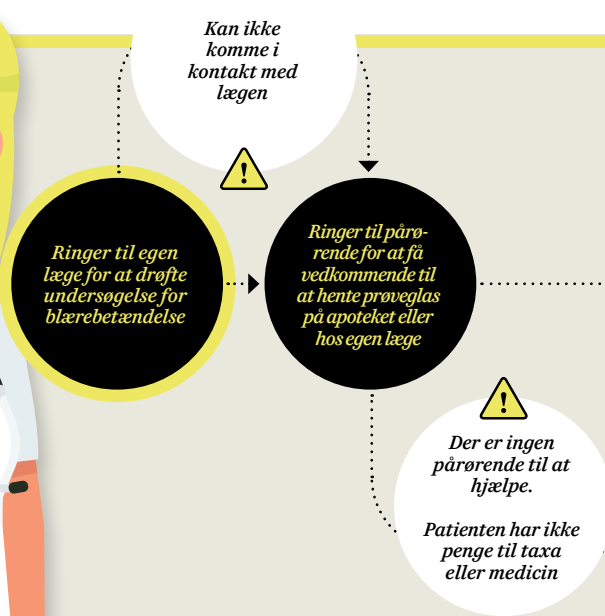 Kan ikke
komme i
kontakt med
lægen
!
Ringer til egen
læge for at drøfte
undersøgelse for
blærebetændelse
Ringer til pårø-
rende for at få
vedkommende til
at hente prøveglas
på apoteket eller
hos egen læge
!
Der er ingen
pårørende til at
hjælpe.
Patienten har ikke
penge til taxa
eller medicin